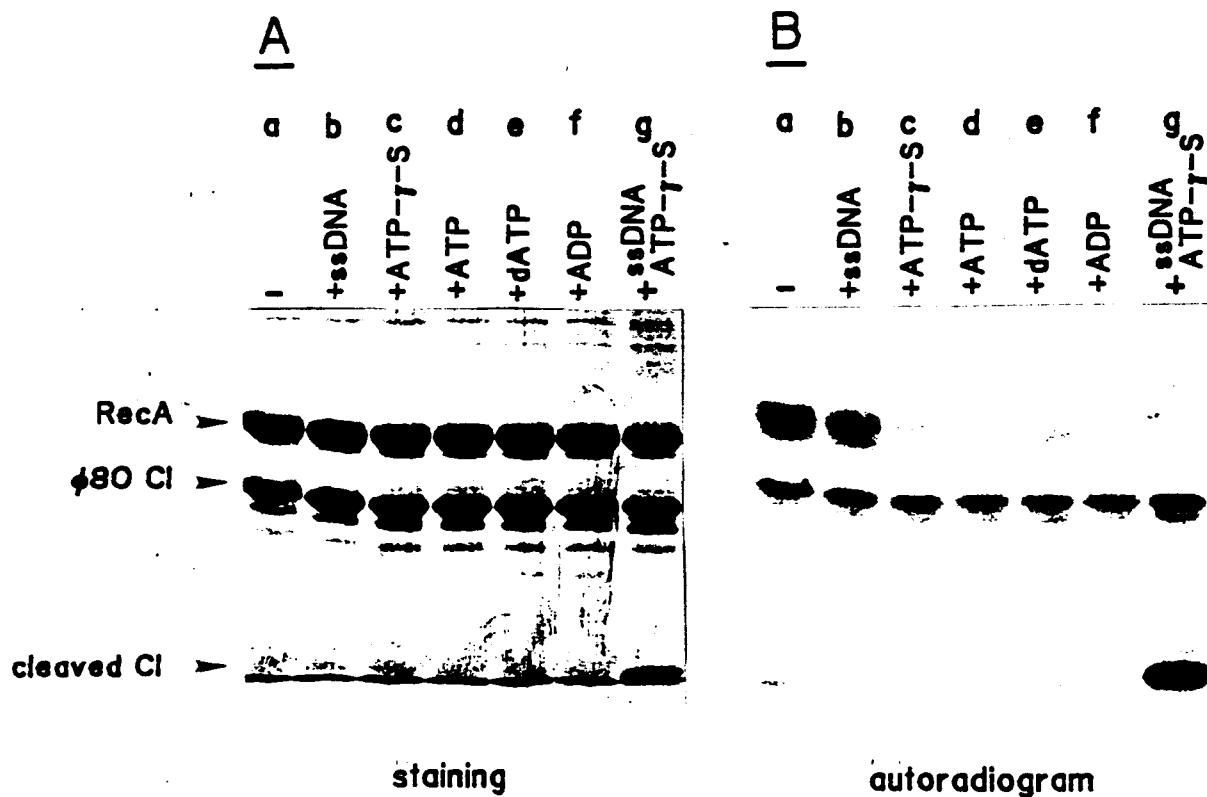 A
B
a b c d e f g
–
+ssDNA
+ATP-γ-S
+ATP
+dATP
+ADP
+ssDNA
ATP-γ-S
a b c d e f g
–
+ssDNA
+ATP-γ-S
+ATP
+dATP
+ADP
+ssDNA
ATP-γ-S
RecA
φ80 CI
cleaved CI
staining
autoradiogram